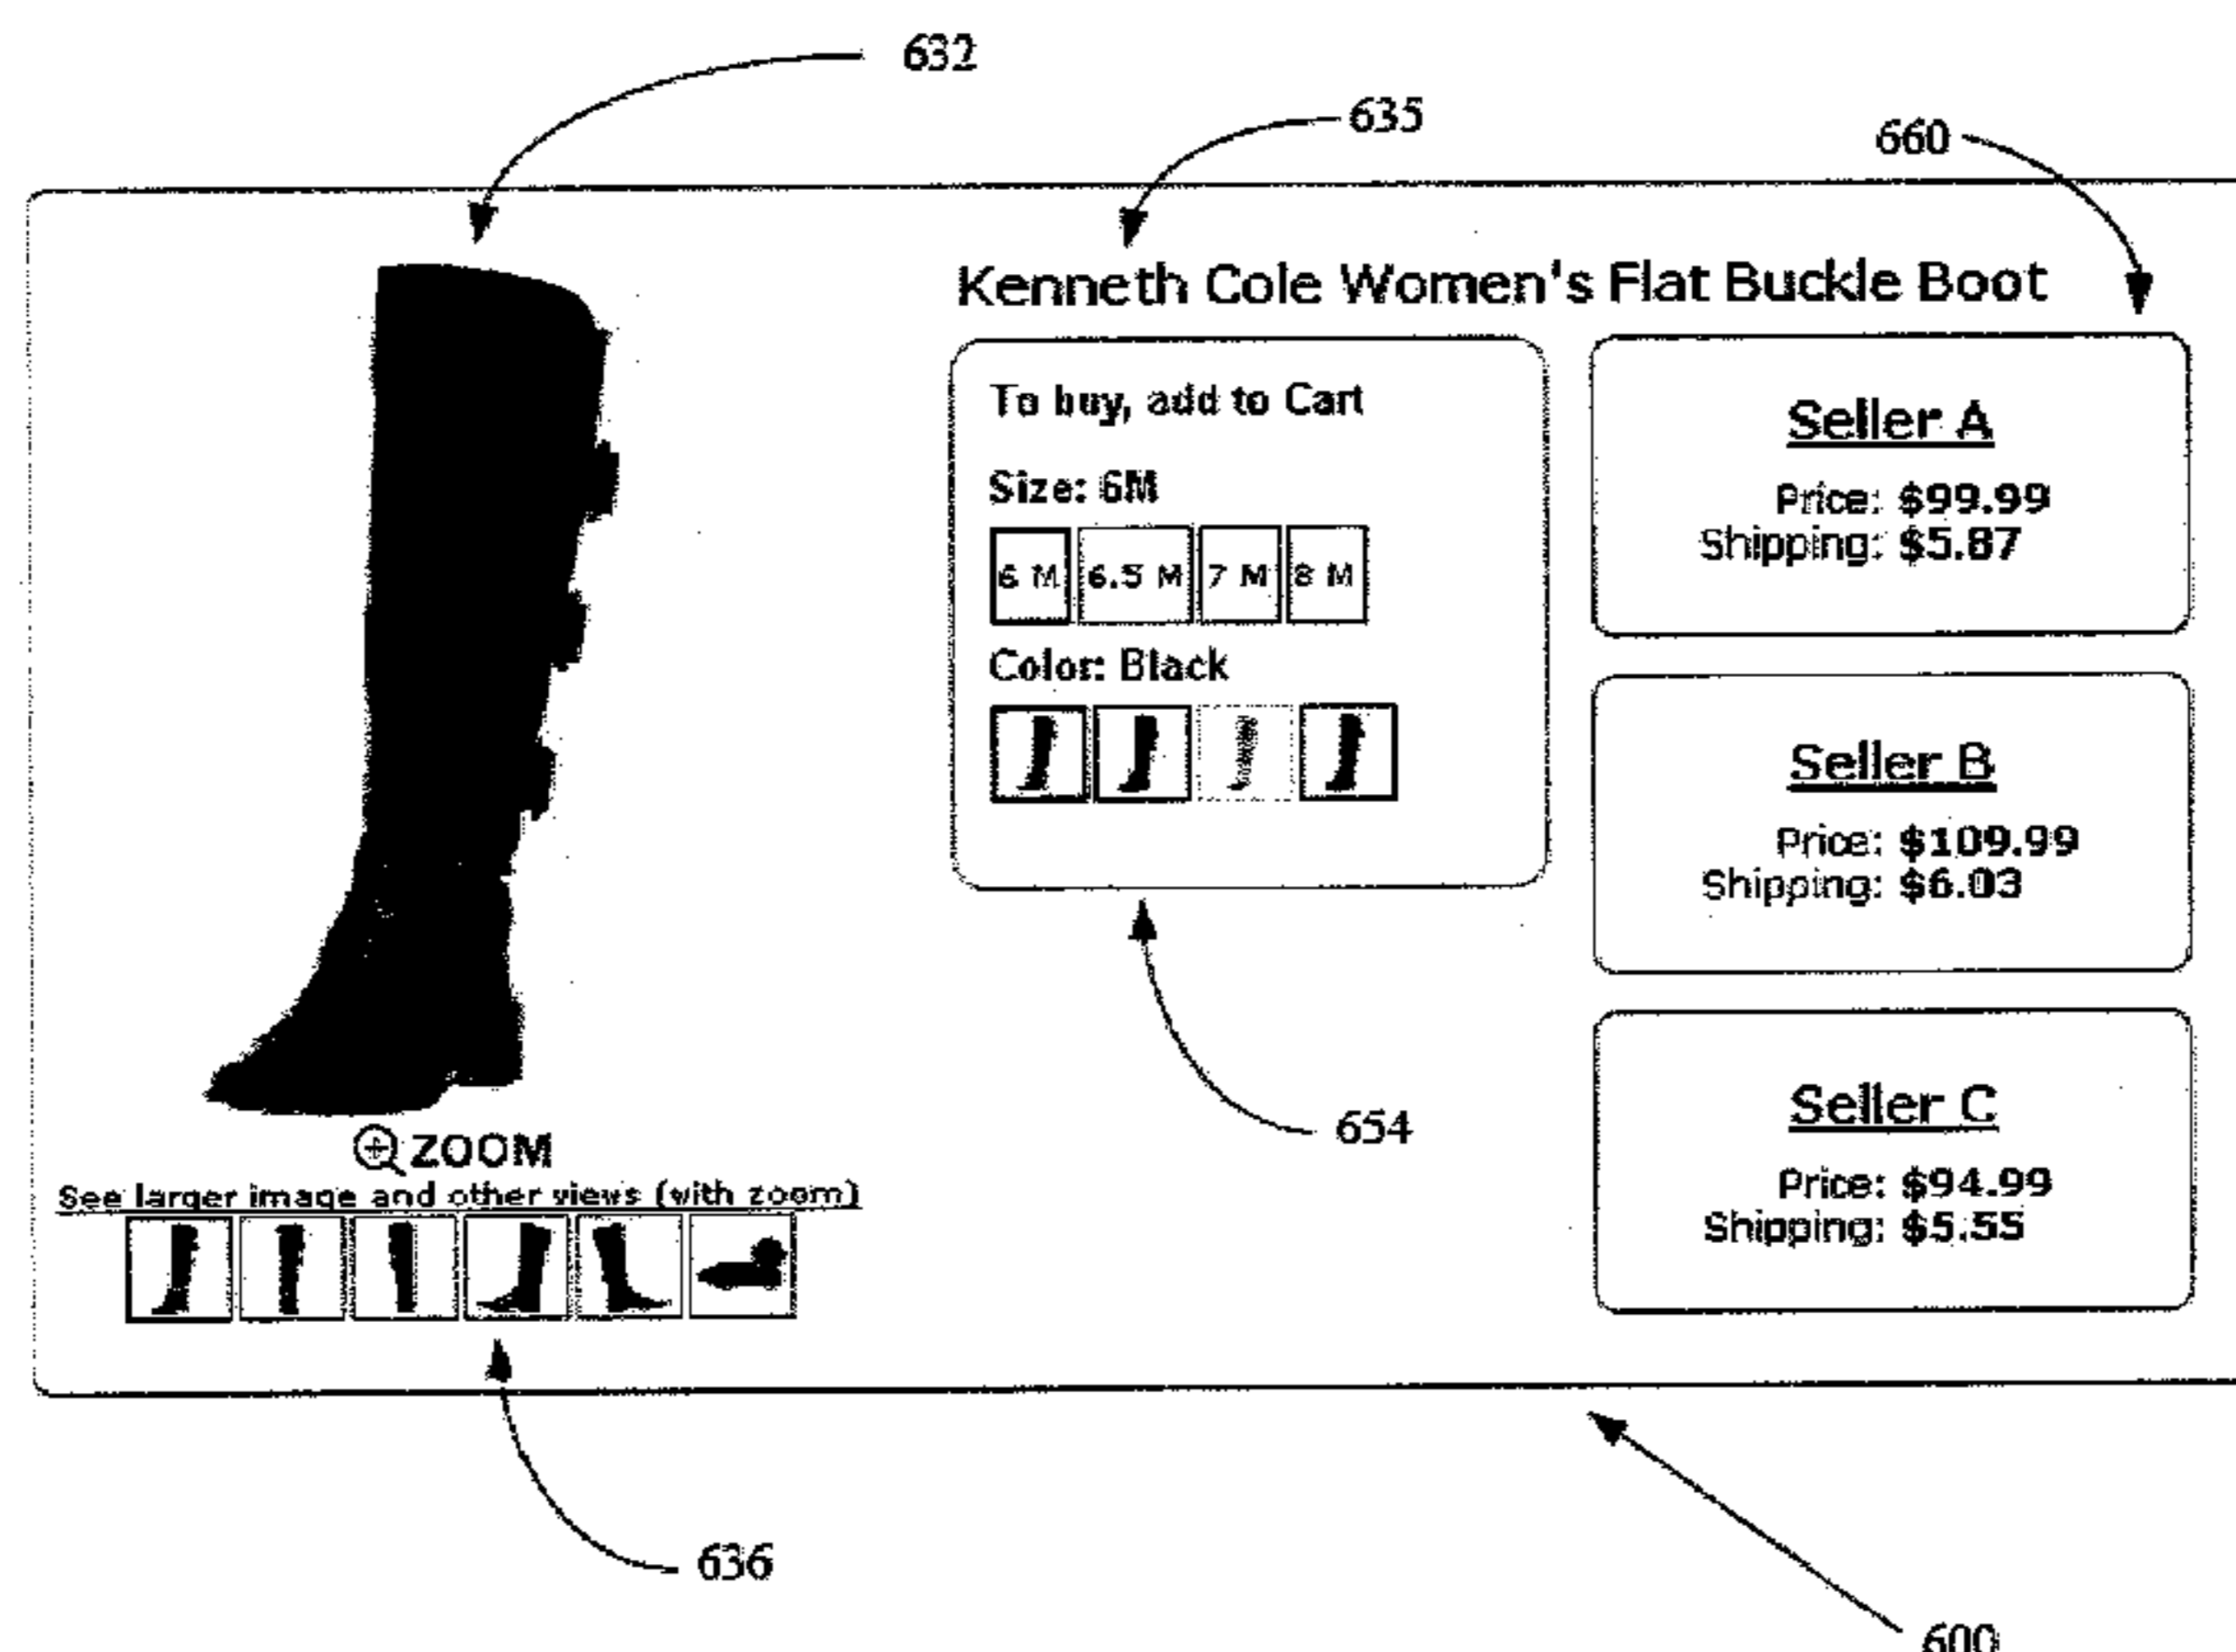 632
635
660
Kenneth Cole Women's Flat Buckle Boot
To buy, add to Cart
Size: 6M
6 M 6.5 M 7 M 8 M
Color: Black
Seller A
Price: $99.99
Shipping: $5.87
Seller B
Price: $109.99
Shipping: $6.03
Seller C
Price: $94.99
Shipping: $5.55
654
ZOOM
See larger image and other views (with zoom)
636
600